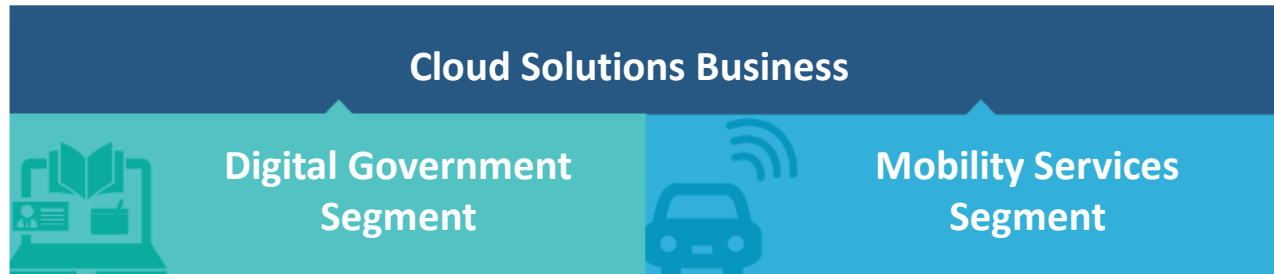 Cloud Solutions Business
Digital Government
Segment
Mobility Services
Segment